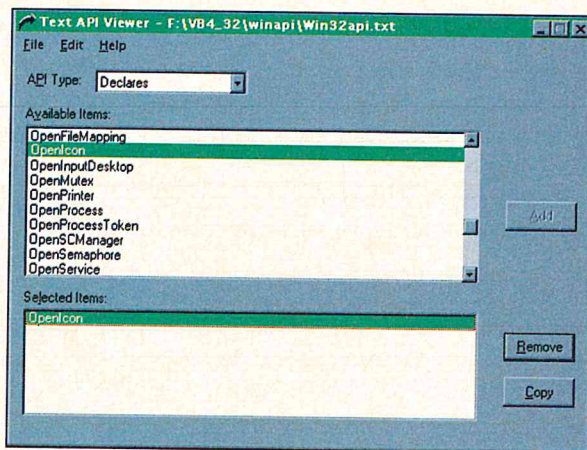 Text API Viewer - F:\VB4_32\winapi\Win32api.txt
File Edit Help
API Type: Declares
Available Items:
OpenFileMapping
OpenIcon
OpenInputDesktop
OpenMutex
OpenPrinter
OpenProcess
OpenProcessToken
OpenSCManager
OpenSemaphore
OpenService
Add
Selected Items:
OpenIcon
Remove
Copy